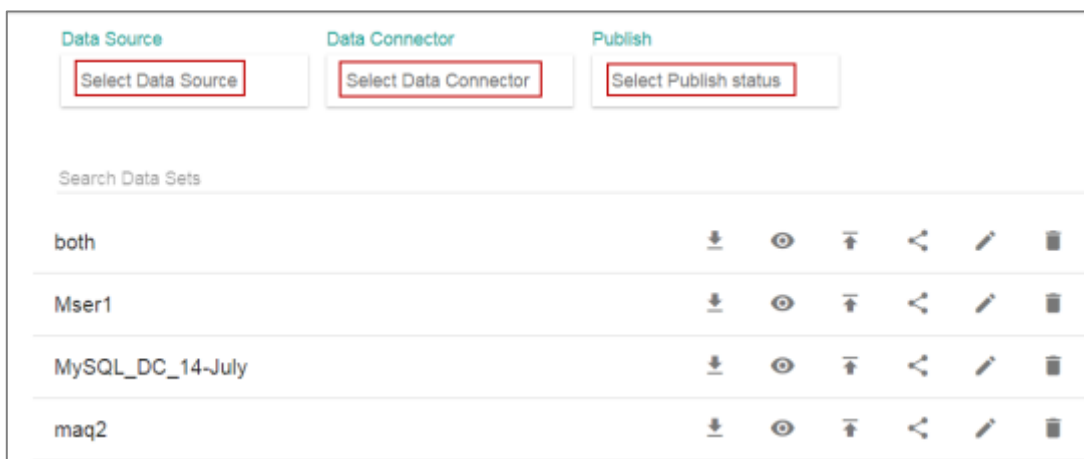 Data Source Data Connector Publish
Select Data Source Select Data Connector Select Publish status
Search Data Sets
both
Mser1
MySQL_DC_14-July
maq2